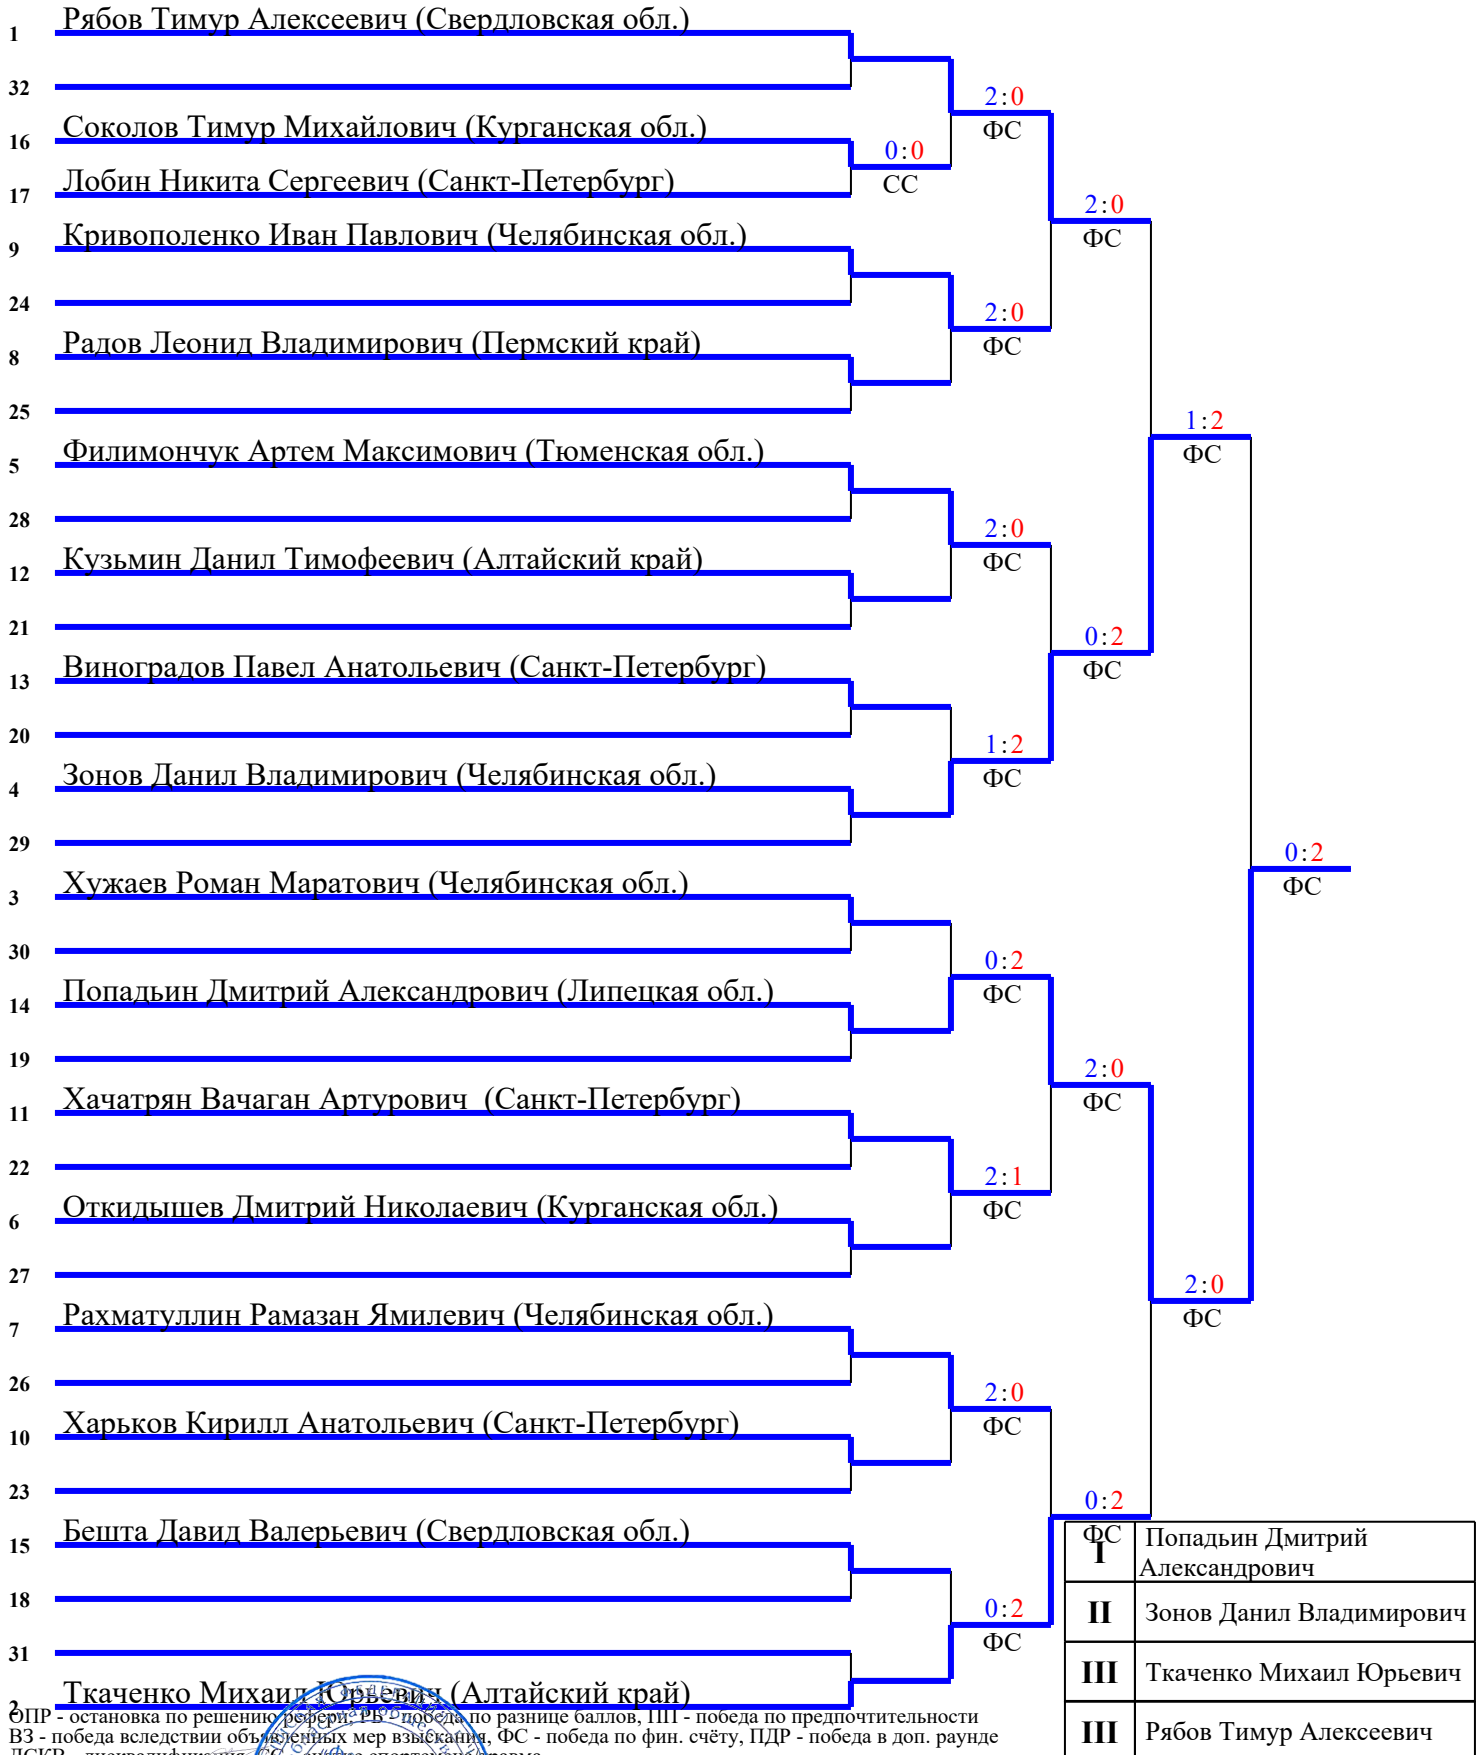 1 Рябов Тимур Алексеевич (Свердловская обл.)
32
2:0
ФС
16 Соколов Тимур Михайлович (Курганская обл.)
0:0
СС
17 Лобин Никита Сергеевич (Санкт-Петербург)
2:0
ФС
9 Кривополенко Иван Павлович (Челябинская обл.)
24
2:0
ФС
8 Радов Леонид Владимирович (Пермский край)
25
1:2
ФС
5 Филимончук Артем Максимович (Тюменская обл.)
28
2:0
ФС
12 Кузьмин Данил Тимофеевич (Алтайский край)
21
0:2
ФС
13 Виноградов Павел Анатольевич (Санкт-Петербург)
20
1:2
ФС
4 Зонов Данил Владимирович (Челябинская обл.)
29
0:2
ФС
3 Хужаев Роман Маратович (Челябинская обл.)
30
0:2
ФС
14 Попадьин Дмитрий Александрович (Липецкая обл.)
19
2:0
ФС
11 Хачатрян Вачаган Артурович (Санкт-Петербург)
22
2:1
ФС
6 Откидышев Дмитрий Николаевич (Курганская обл.)
27
2:0
ФС
7 Рахматуллин Рамазан Ямилевич (Челябинская обл.)
26
2:0
ФС
10 Харьков Кирилл Анатольевич (Санкт-Петербург)
23
0:2
ФС
15 Бешта Давид Валерьевич (Свердловская обл.)
18
0:2
ФС
31
2 Ткаченко Михаил Юрьевич (Алтайский край)
I Попадьин Дмитрий
Александрович
II Зонов Данил Владимирович
III Ткаченко Михаил Юрьевич
III Рябов Тимур Алексеевич
ОПР - остановка по решению рефери, РБ - победа по разнице баллов, ПП - победа по предпочтительности
ВЗ - победа вследствии объявленных мер взыскания, ФС - победа по фин. счёту, ПДР - победа в доп. раунде